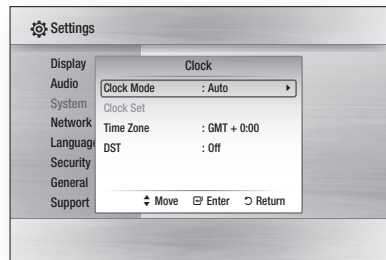 Settings
Display
Audio
System
Network
Language
Security
General
Support
Clock
Clock Mode : Auto
Clock Set
Time Zone : GMT + 0:00
DST : Off
Move Enter Return